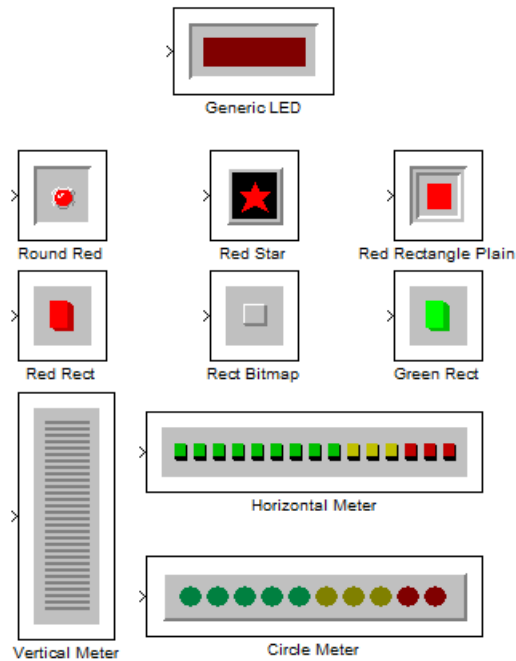 Generic LED
Round Red
Red Star
Red Rectangle Plain
Red Rect
Rect Bitmap
Green Rect
Horizontal Meter
Vertical Meter
Circle Meter